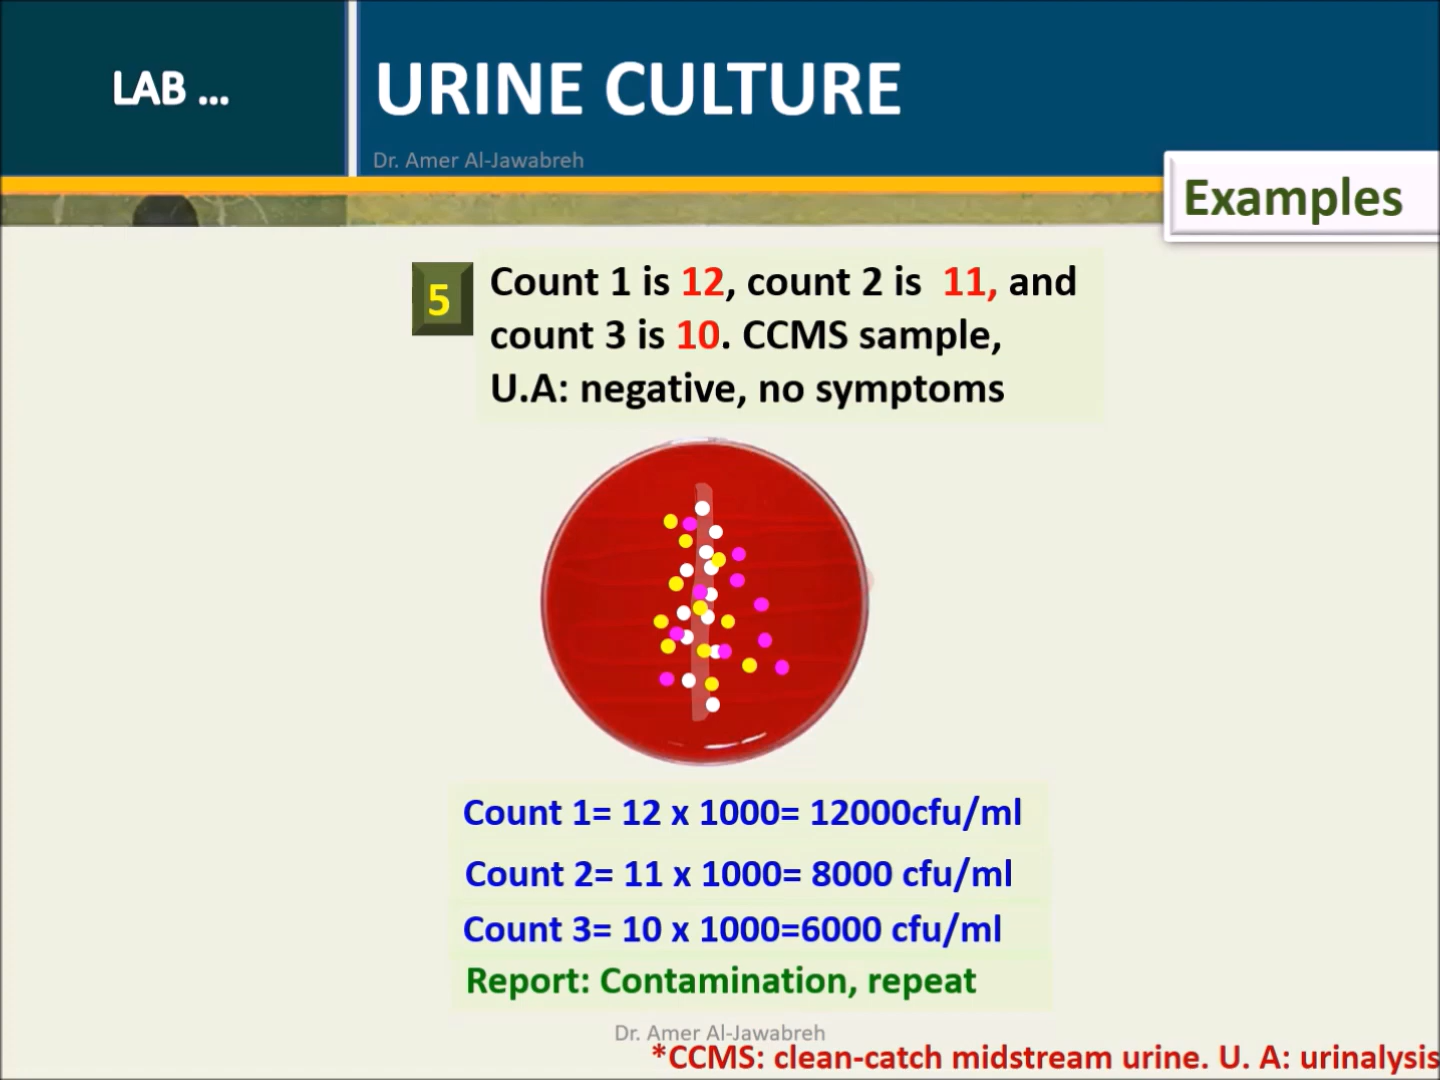 LAB ...
URINE CULTURE
Dr. Amer Al-Jawabreh
Examples
5
Count 1 is 12, count 2 is 11, and
count 3 is 10. CCMS sample,
U.A: negative, no symptoms
Count 1= 12 x 1000= 12000cfu/ml
Count 2= 11 x 1000= 8000 cfu/ml
Count 3= 10 x 1000=6000 cfu/ml
Report: Contamination, repeat
Dr. Amer Al-Jawabreh
*CCMS: clean-catch midstream urine. U. A: urinalysis